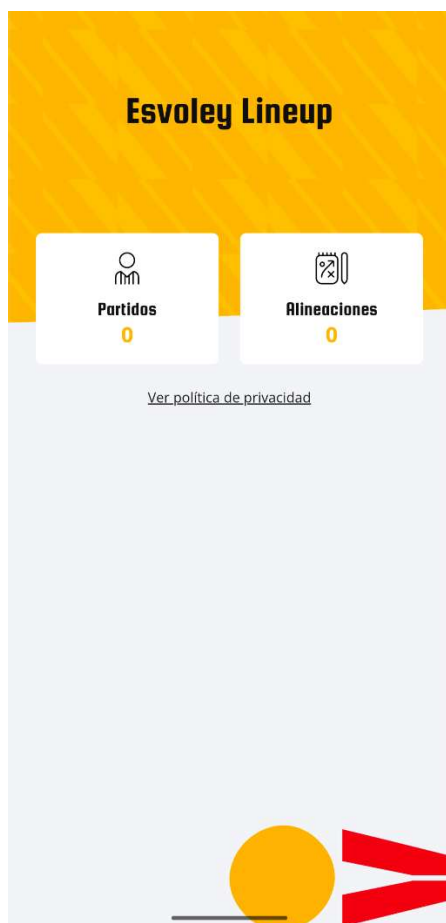 Esvoley Lineup
Partidos
0
Alineaciones
0
Ver política de privacidad